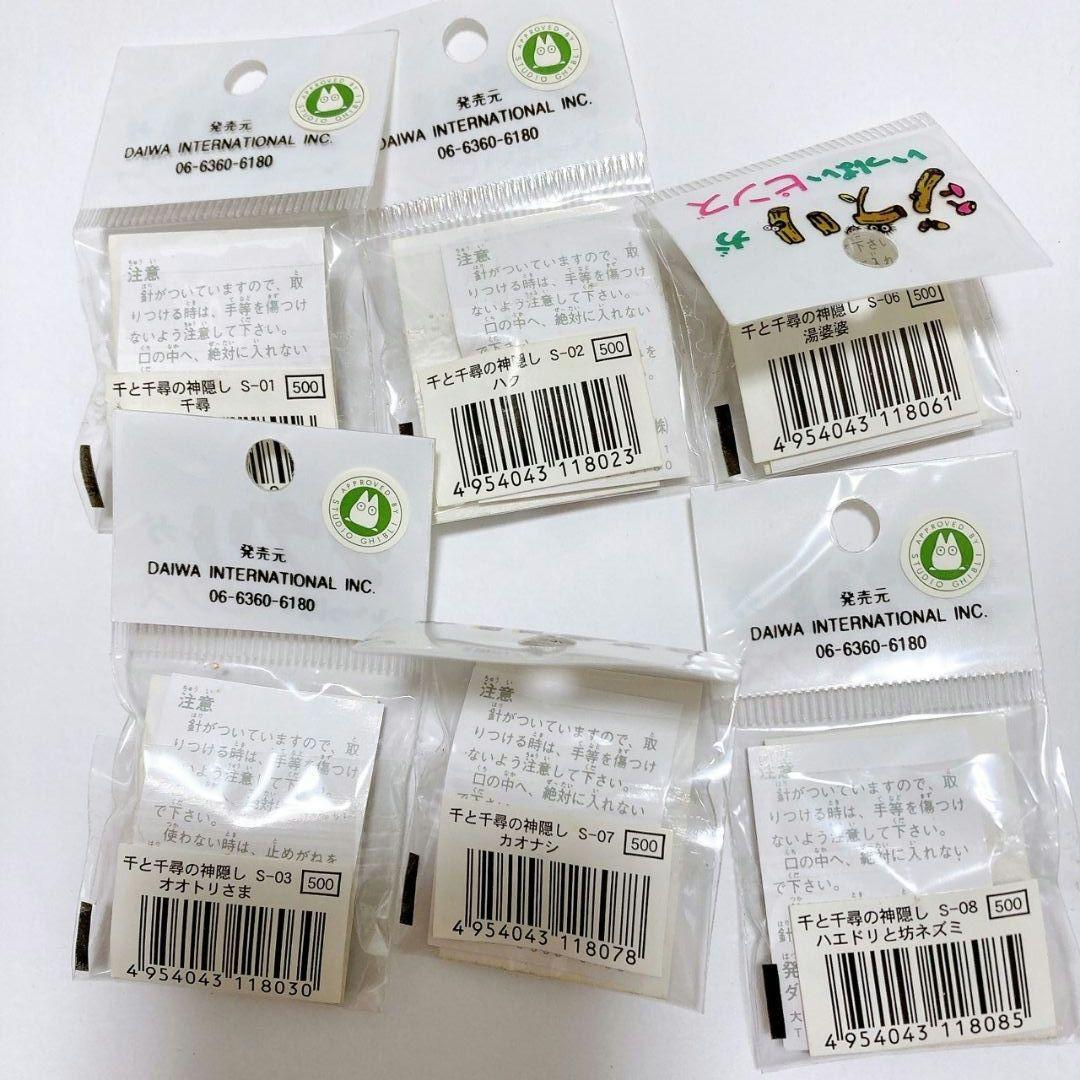 発売元
DAIWA INTERNATIONAL INC.
06-6360-6180
APPROVED BY
STUDIO GHIBLI
注意
針がついていますので、取
りつける時は、手等を傷つけ
ないよう注意して下さい。
口の中へ、絶対に入れない
千と千尋の神隠し S-01 500
千尋
発売元
DAIWA INTERNATIONAL INC.
06-6360-6180
APPROVED BY
STUDIO GHIBLI
注意
針がついていますので、取
りつける時は、手等を傷つけ
ないよう注意して下さい。
口の中へ、絶対に入れない
千と千尋の神隠し S-02 500
ハク
4 954043 118023
ジブリが
いっぱいピンズ
下さい
千と千尋の神隠し S-06 500
湯婆婆
4 954043 118061
APPROVED BY
STUDIO GHIBLI
発売元
DAIWA INTERNATIONAL INC.
06-6360-6180
注意
針がついていますので、取
りつける時は、手等を傷つけ
ないよう注意して下さい。
で下さい。
使わない時は、止めがねを
千と千尋の神隠し S-03 500
オオトリさま
4 954043 118030
注意
針がついていますので、取
りつける時は、手等を傷つけ
ないよう注意して下さい。
口の中へ、絶対に入れない
で下さい。
千と千尋の神隠し S-07 500
カオナシ
4 954043 118078
APPROVED BY
STUDIO GHIBLI
発売元
DAIWA INTERNATIONAL INC.
06-6360-6180
注意
針がついていますので、取
りつける時は、手等を傷つけ
ないよう注意して下さい。
口の中へ、絶対に入れない
で下さい。
千と千尋の神隠し S-08 500
ハエドリと坊ネズミ
4 954043 118085